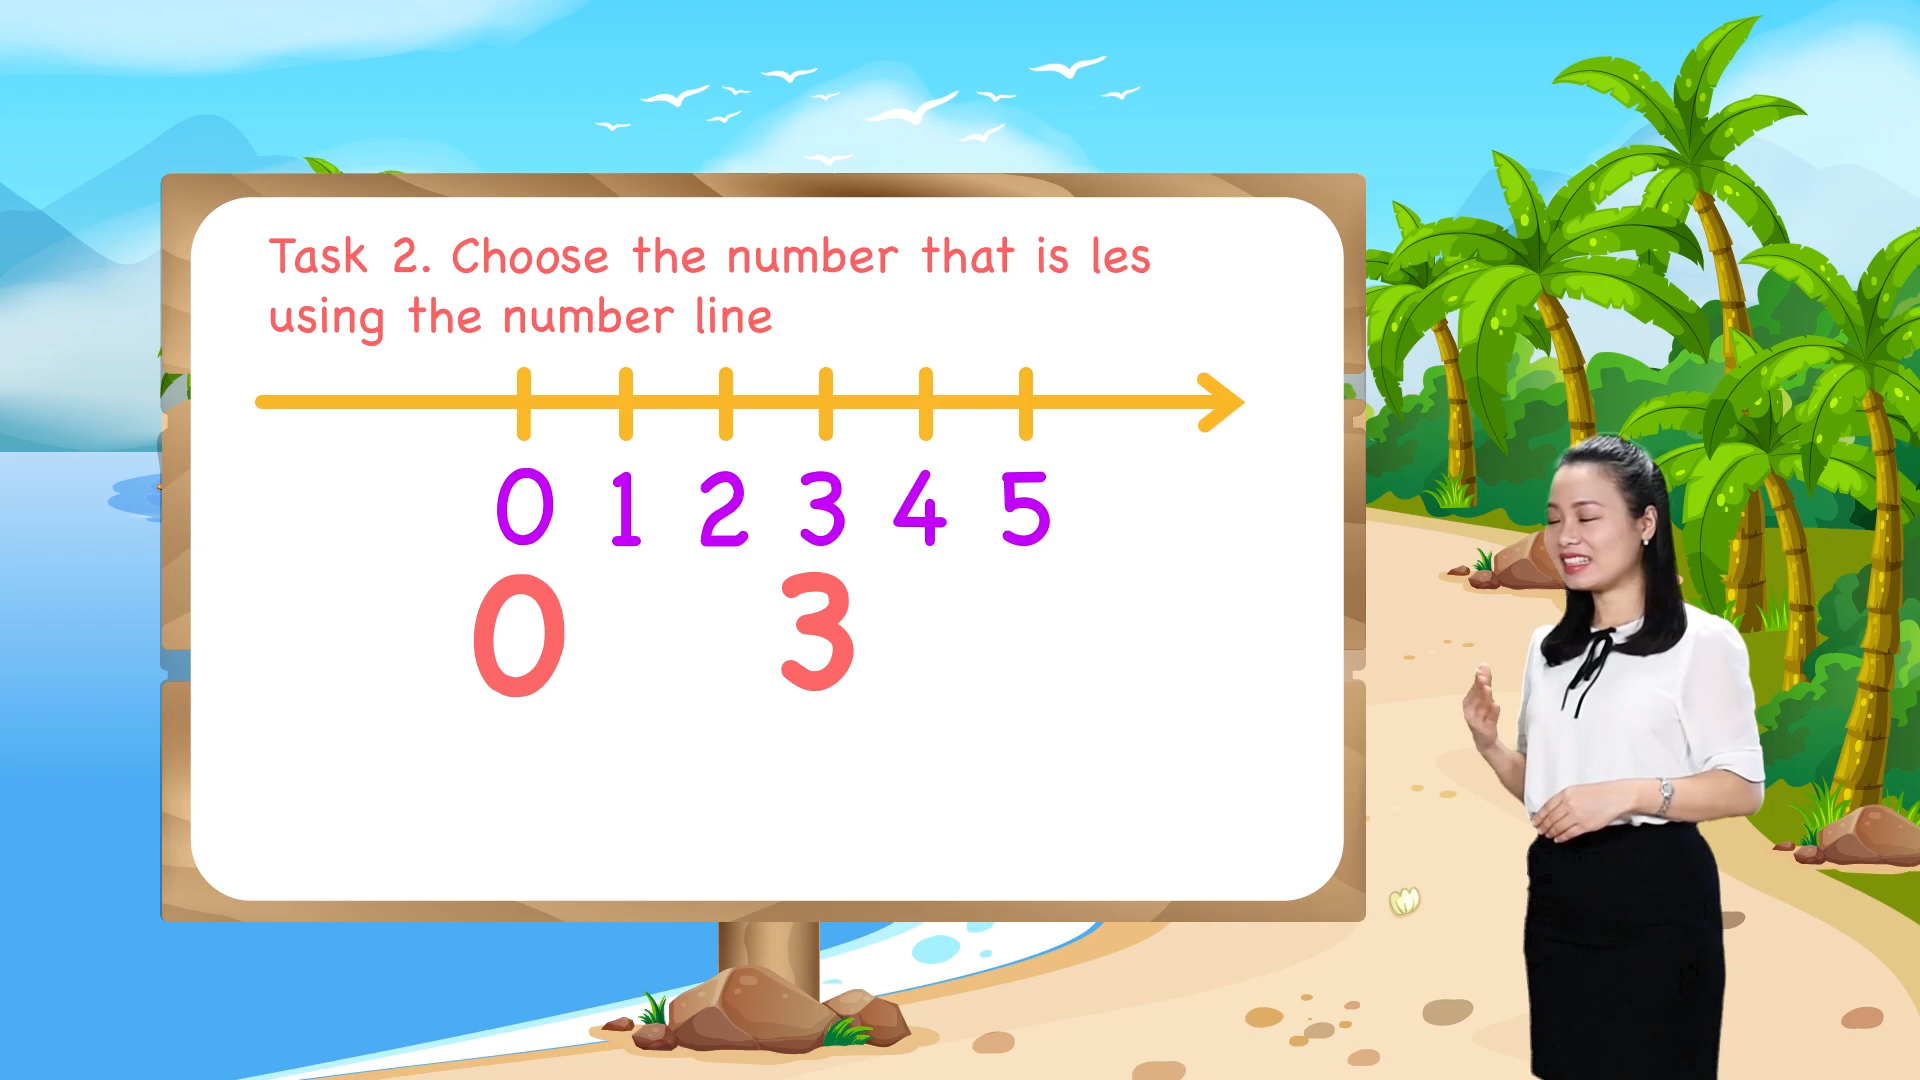 Task 2. Choose the number that is les
using the number line
0 1 2 3 4 5
0 3